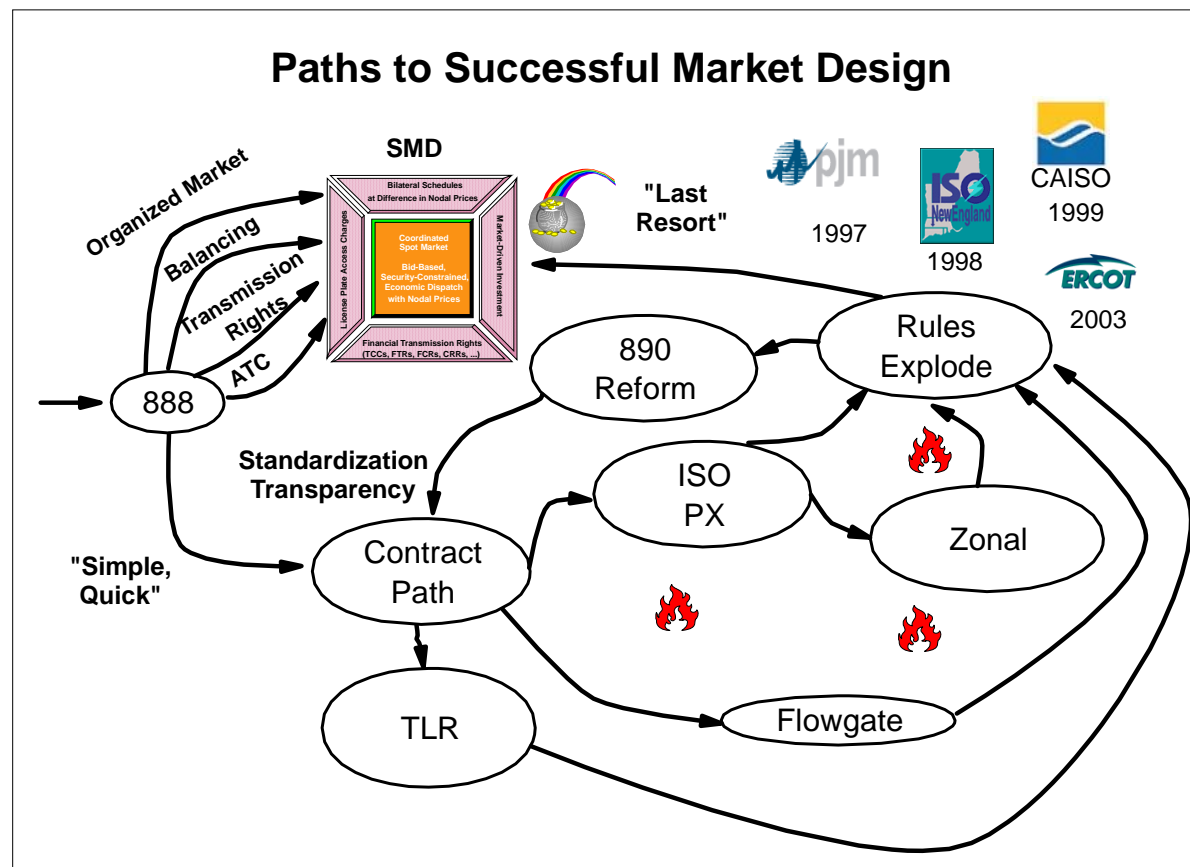 Paths to Successful Market Design
SMD
Organized Market
Balancing
Transmission
Rights
ATC
Bilateral Schedules
at Difference in Nodal Prices
License Plate Access Charges
Coordinated
Spot Market
Bid-Based,
Security-Constrained,
Economic Dispatch
with Nodal Prices
Market-Driven Investment
Financial Transmission Rights
(TCCs, FTRs, FCRs, CRRs, ...)
"Last
Resort"
pjm
1997
ISO
NewEngland
1998
CAISO
1999
ERCOT
2003
888
890
Reform
Rules
Explode
Standardization
Transparency
ISO
PX
Zonal
"Simple,
Quick"
Contract
Path
TLR
Flowgate